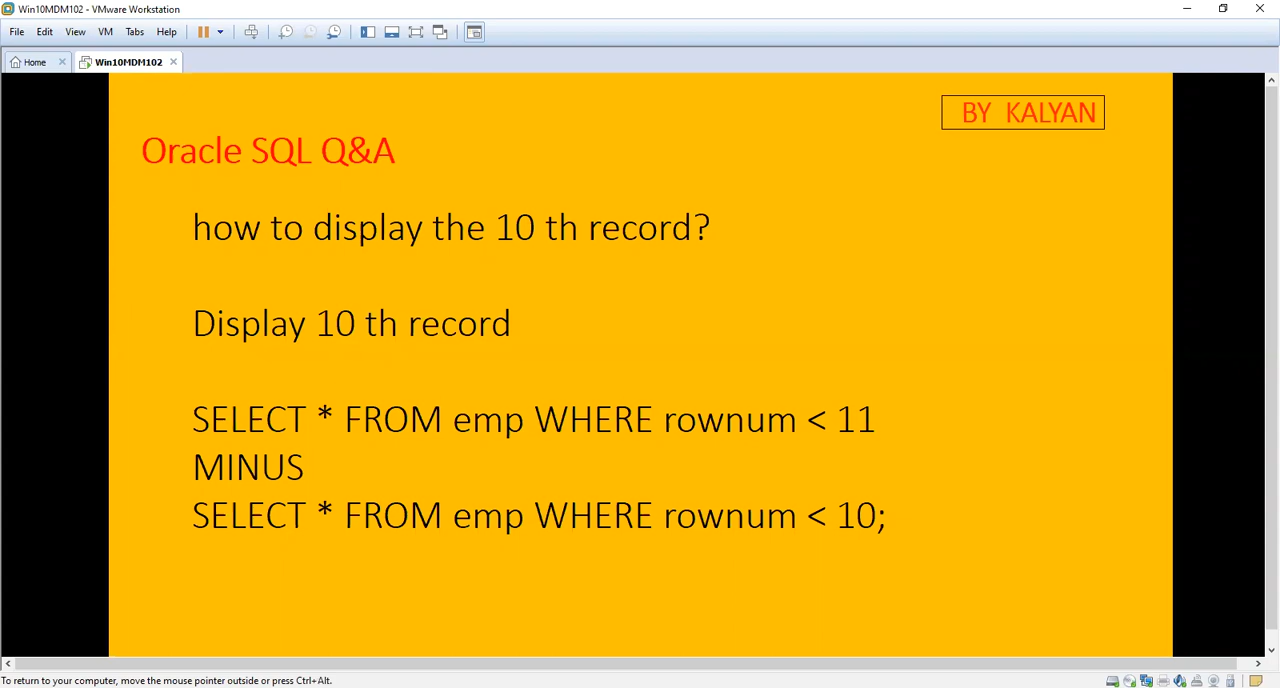 Win10MDM102 - VMware Workstation
File Edit View VM Tabs Help
Home Win10MDM102
BY KALYAN
Oracle SQL Q&A
how to display the 10 th record?
Display 10 th record
SELECT * FROM emp WHERE rownum < 11
MINUS
SELECT * FROM emp WHERE rownum < 10;
To return to your computer, move the mouse pointer outside or press Ctrl+Alt.